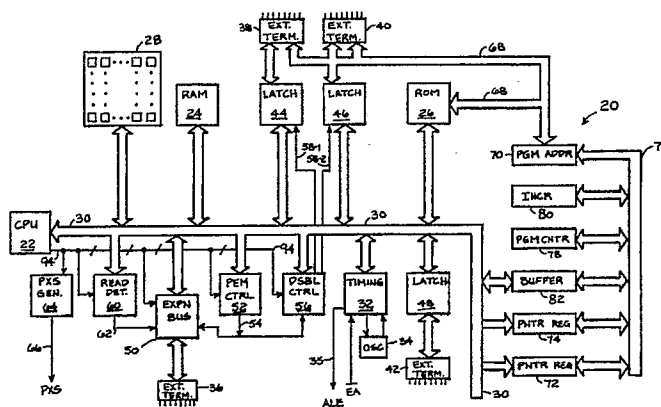 28
38
EXT. TERM.
EXT. TERM.
40
68
RAM
24
LATCH
44
LATCH
46
ROM
26
68
20
58-1
58-2
70
PGM ADDR
INCR
80
PGM CNTR
78
BUFFER
82
PNTR REG
74
PNTR REG
72
30
CPU
22
30
30
94
94
PXS GEN.
64
READ DET.
60
EXPN BUS
50
PEM CTRL
52
DSBL CTRL
56
TIMING
32
LATCH
48
62
54
66
35
OSC
34
PXS
EXT. TERM.
36
ALE
EA
42
EXT. TERM.